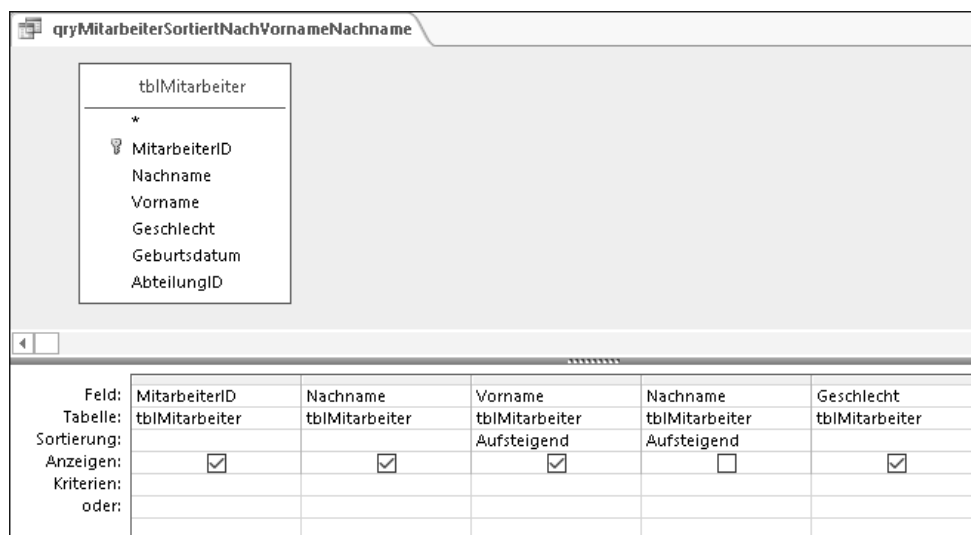 qryMitarbeiterSortiertNachVornameNachname
tblMitarbeiter
*
MitarbeiterID
Nachname
Vorname
Geschlecht
Geburtsdatum
AbteilungID
Feld: MitarbeiterID Nachname Vorname Nachname Geschlecht
Tabelle: tblMitarbeiter tblMitarbeiter tblMitarbeiter tblMitarbeiter tblMitarbeiter
Sortierung: Aufsteigend Aufsteigend
Anzeigen:
Kriterien:
oder: